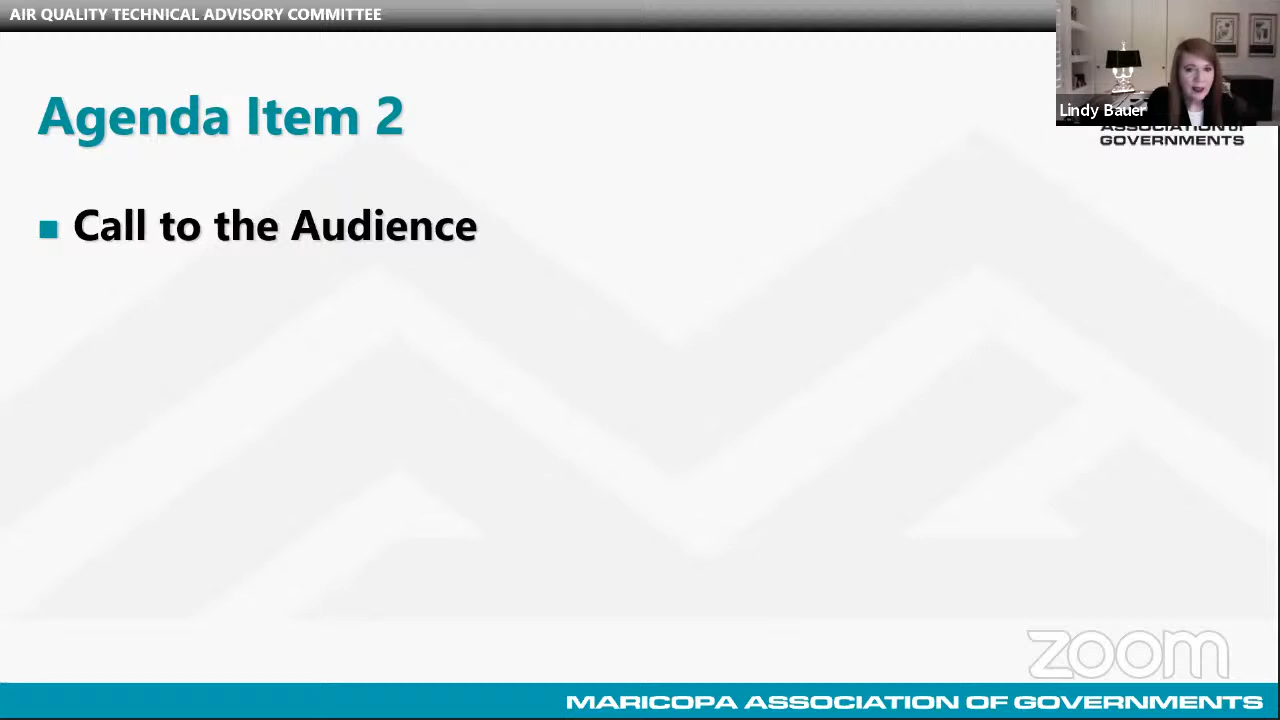 AIR QUALITY TECHNICAL ADVISORY COMMITTEE
Lindy Bauer
ASSOCIATION of
GOVERNMENTS
Agenda Item 2
Call to the Audience
zoom
MARICOPA ASSOCIATION OF GOVERNMENTS